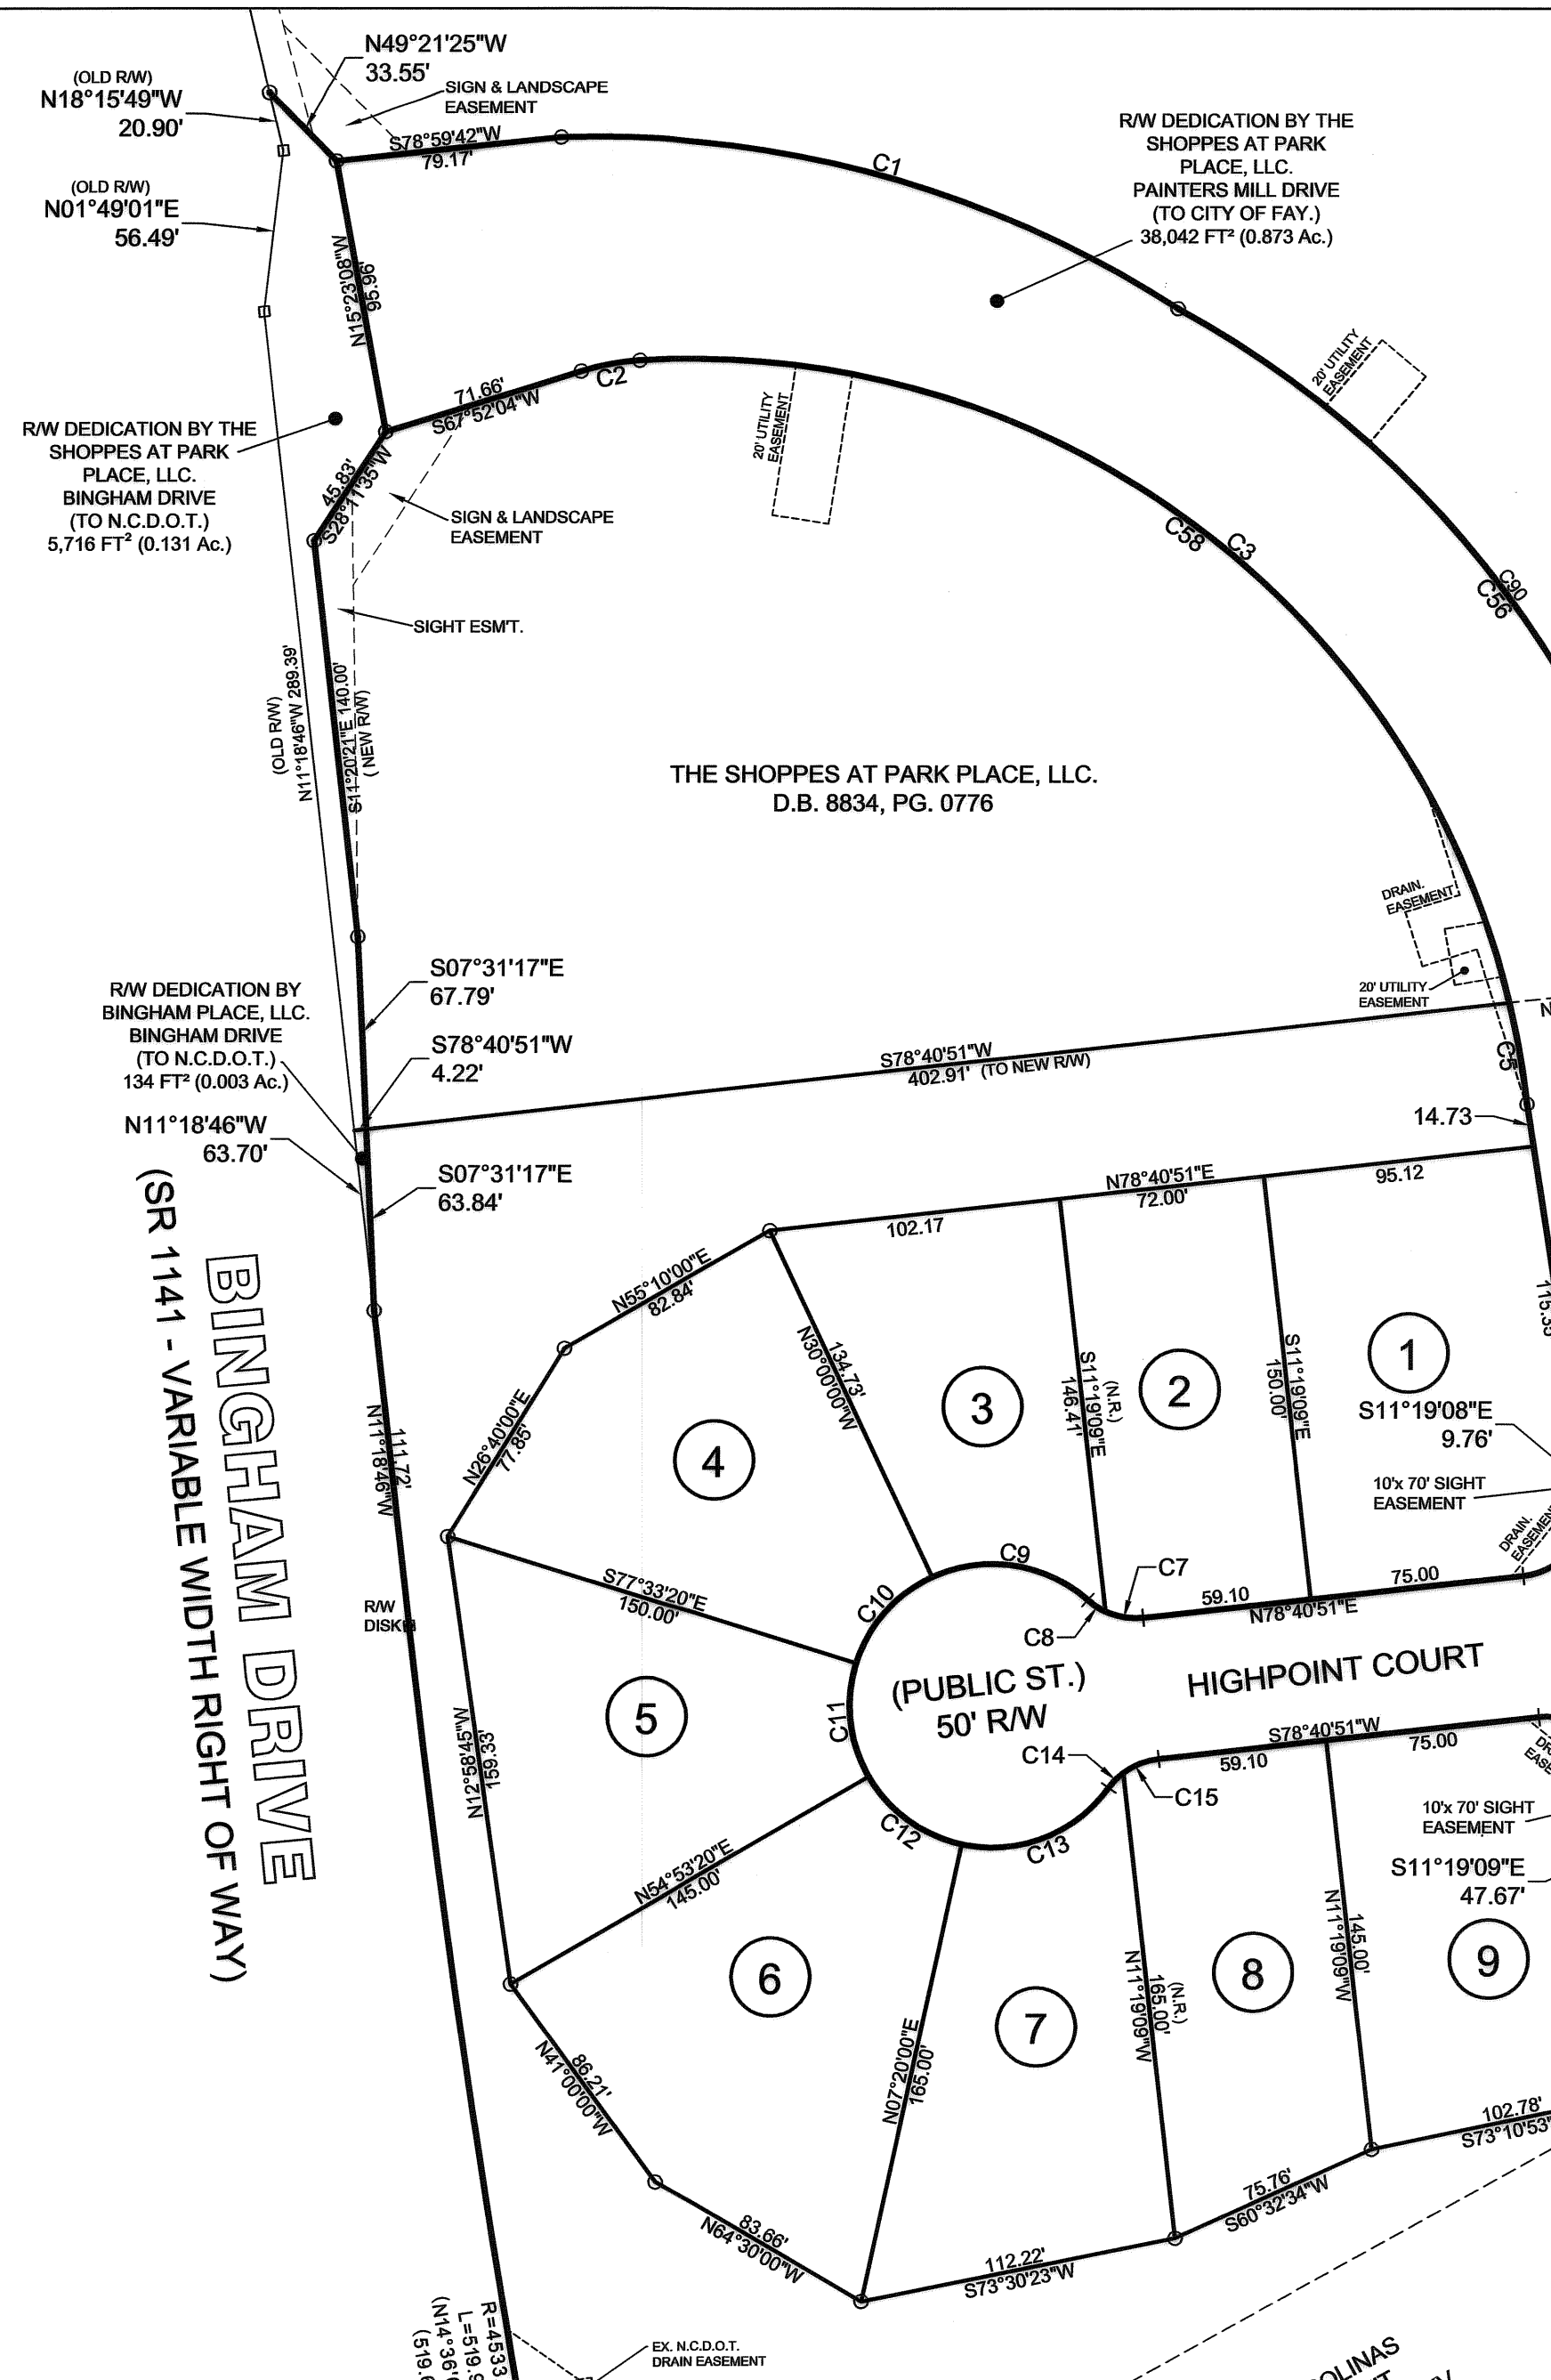 N49°21'25"W
33.55'
(OLD R/W)
N18°15'49"W
20.90'
SIGN & LANDSCAPE
EASEMENT
S78°59'42"W
79.17'
C1
R/W DEDICATION BY THE
SHOPPES AT PARK
PLACE, LLC.
PAINTERS MILL DRIVE
(TO CITY OF FAY.)
38,042 FT² (0.873 Ac.)
(OLD R/W)
N01°49'01"E
56.49'
N15°23'08"W
95.96'
20' UTILITY
EASEMENT
71.66'
S67°52'04"W
C2
20' UTILITY
EASEMENT
R/W DEDICATION BY THE
SHOPPES AT PARK
PLACE, LLC.
BINGHAM DRIVE
(TO N.C.D.O.T.)
5,716 FT² (0.131 Ac.)
45.83'
S28°11'35"W
SIGN & LANDSCAPE
EASEMENT
C58
C3
C90
C56
SIGHT ESM'T.
(OLD R/W)
N11°18'46"W 289.39'
S11°20'21"E 140.00'
(NEW R/W)
THE SHOPPES AT PARK PLACE, LLC.
D.B. 8834, PG. 0776
DRAIN.
EASEMENT
20' UTILITY
EASEMENT
N
S07°31'17"E
67.79'
R/W DEDICATION BY
BINGHAM PLACE, LLC.
BINGHAM DRIVE
(TO N.C.D.O.T.)
134 FT² (0.003 Ac.)
S78°40'51"W
4.22'
S78°40'51"W
402.91' (TO NEW R/W)
C5
14.73
N11°18'46"W
63.70'
S07°31'17"E
63.84'
102.17
N78°40'51"E
72.00'
95.12
115.35
N55°10'00"E
82.84'
134.73'
N30°00'00"W
(N.R.)
S11°19'09"E
146.41'
S11°19'09"E
150.00'
1
2
3
4
S11°19'08"E
9.76'
10'x 70' SIGHT
EASEMENT
DRAIN.
EASEMENT
N26°40'00"E
77.85'
111.72'
N11°18'46"W
BINGHAM DRIVE
(SR 1141 - VARIABLE WIDTH RIGHT OF WAY)
R/W
DISK
S77°33'20"E
150.00'
C9
C10
C7
C8
59.10
75.00
N78°40'51"E
HIGHPOINT COURT
(PUBLIC ST.)
50' R/W
C11
5
N12°58'45"W
159.33'
S78°40'51"W
59.10
75.00
C14
C15
C12
C13
10'x 70' SIGHT
EASEMENT
S11°19'09"E
47.67'
N54°53'20"E
145.00'
6
7
8
9
145.00'
N11°19'09"W
(N.R.)
165.00'
N11°19'09"W
N07°20'00"E
165.00'
86.21'
N41°00'00"W
83.66'
N64°30'00"W
112.22'
S73°30'23"W
75.76'
S60°32'34"W
102.78'
S73°10'53"
R=4533
L=519.9
(N14°36'
(519.
EX. N.C.D.O.T.
DRAIN EASEMENT
OLINAS